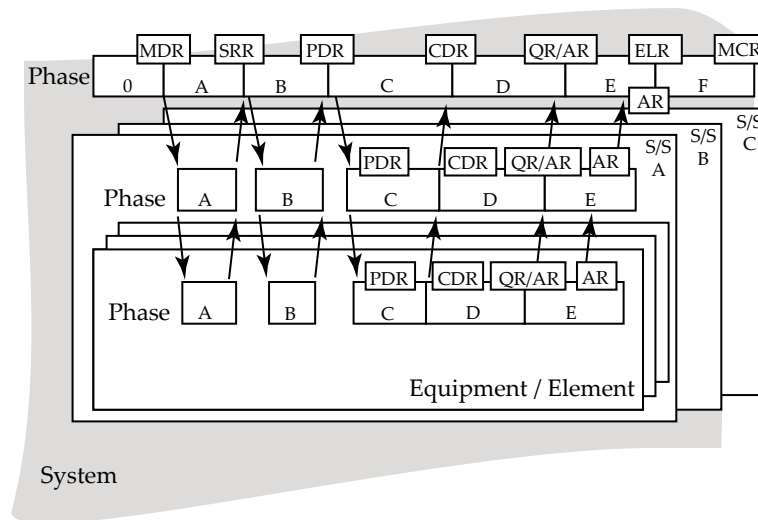 MDR SRR PDR CDR QR/AR ELR MCR
Phase
0 A B C D E F
AR
S/S A
S/S B
S/S C
PDR CDR QR/AR AR
Phase A B C D E
PDR CDR QR/AR AR
Phase A B C D E
Equipment / Element
System